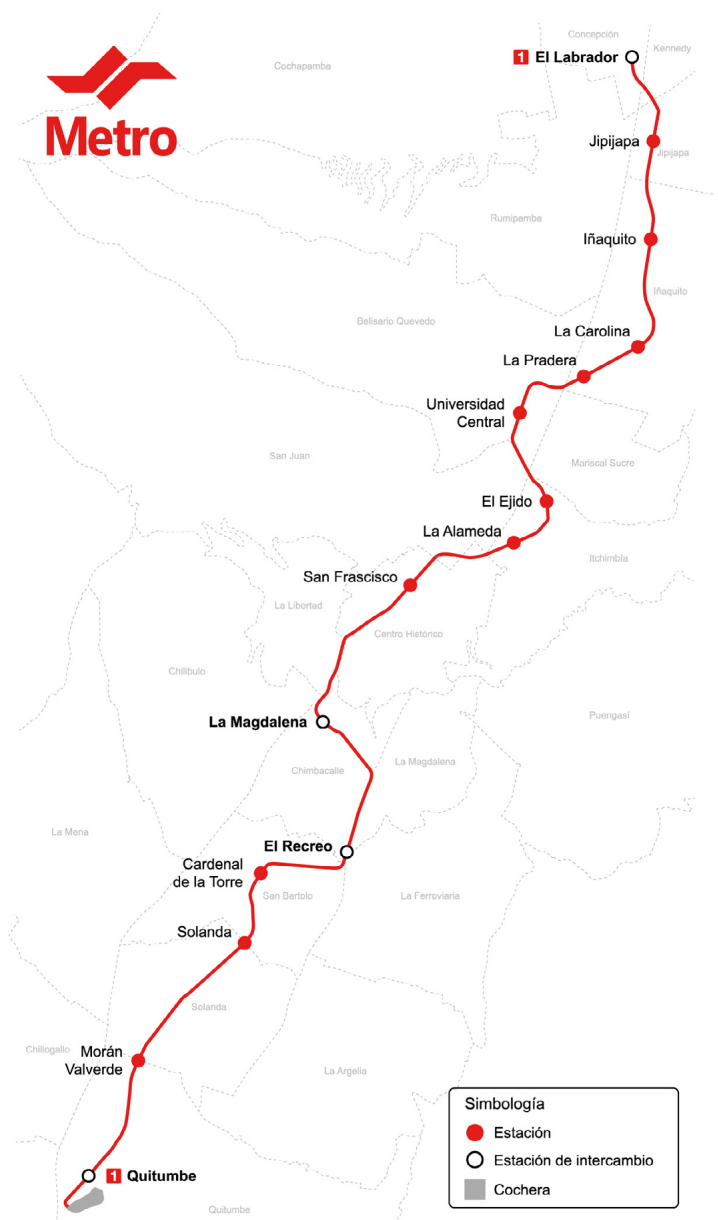 Concepción
Kennedy
1 El Labrador
Cochapamba
Metro
Jipijapa
Jipijapa
Rumipamba
Iñaquito
Iñaquito
Belisario Quevedo
La Carolina
La Pradera
Universidad
Central
San Juan
Mariscal Sucre
El Ejido
La Alameda
Itchimbía
San Frascisco
La Libertad
Centro Histórico
Chilibulo
Puengasí
La Magdalena
La Magdalena
Chimbacalle
La Mena
El Recreo
Cardenal
de la Torre
San Bartolo
La Ferroviaria
Solanda
Solanda
Chillogallo
Morán
Valverde
La Argelia
Simbología
Estación
Estación de intercambio
Cochera
1 Quitumbe
Quitumbe